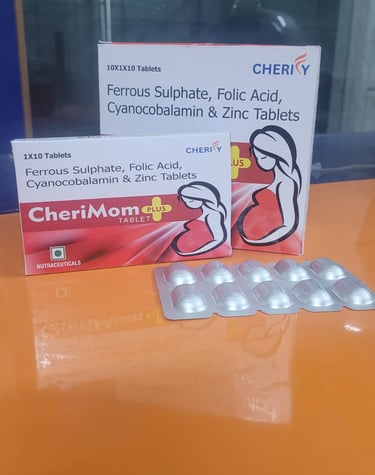 10X1X10 Tablets
CHERIFY
Ferrous Sulphate, Folic Acid,
Cyanocobalamin & Zinc Tablets
PLUS
1X10 Tablets
CHERIFY
Ferrous Sulphate, Folic Acid,
Cyanocobalamin & Zinc Tablets
CheriMom PLUS
TABLET
NUTRACEUTICALS